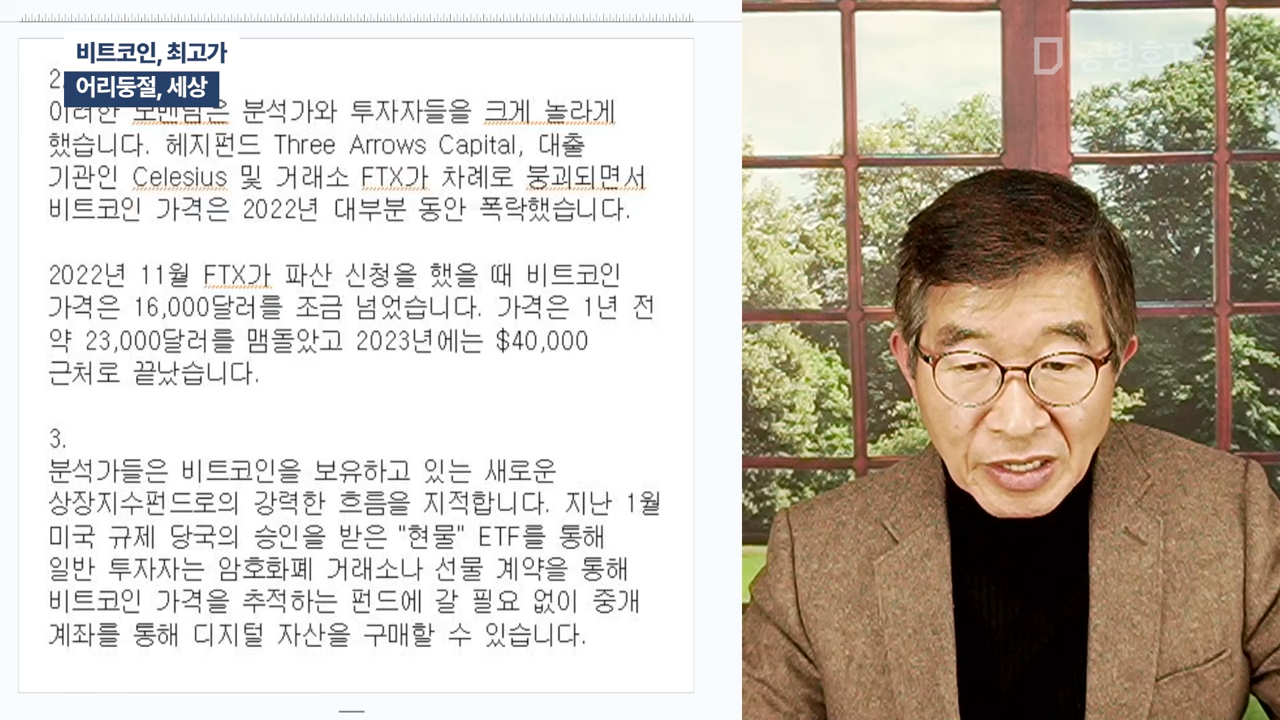 비트코인, 최고가
어리둥절, 세상
2
이러한 모멘텀은 분석가와 투자자들을 크게 놀라게
했습니다. 헤지펀드 Three Arrows Capital, 대출
기관인 Celesius 및 거래소 FTX가 차례로 붕괴되면서
비트코인 가격은 2022년 대부분 동안 폭락했습니다.
2022년 11월 FTX가 파산 신청을 했을 때 비트코인
가격은 16,000달러를 조금 넘었습니다. 가격은 1년 전
약 23,000달러를 맴돌았고 2023년에는 $40,000
근처로 끝났습니다.
3.
분석가들은 비트코인을 보유하고 있는 새로운
상장지수펀드로의 강력한 흐름을 지적합니다. 지난 1월
미국 규제 당국의 승인을 받은 "현물" ETF를 통해
일반 투자자는 암호화폐 거래소나 선물 계약을 통해
비트코인 가격을 추적하는 펀드에 갈 필요 없이 중개
계좌를 통해 디지털 자산을 구매할 수 있습니다.
공병호TV